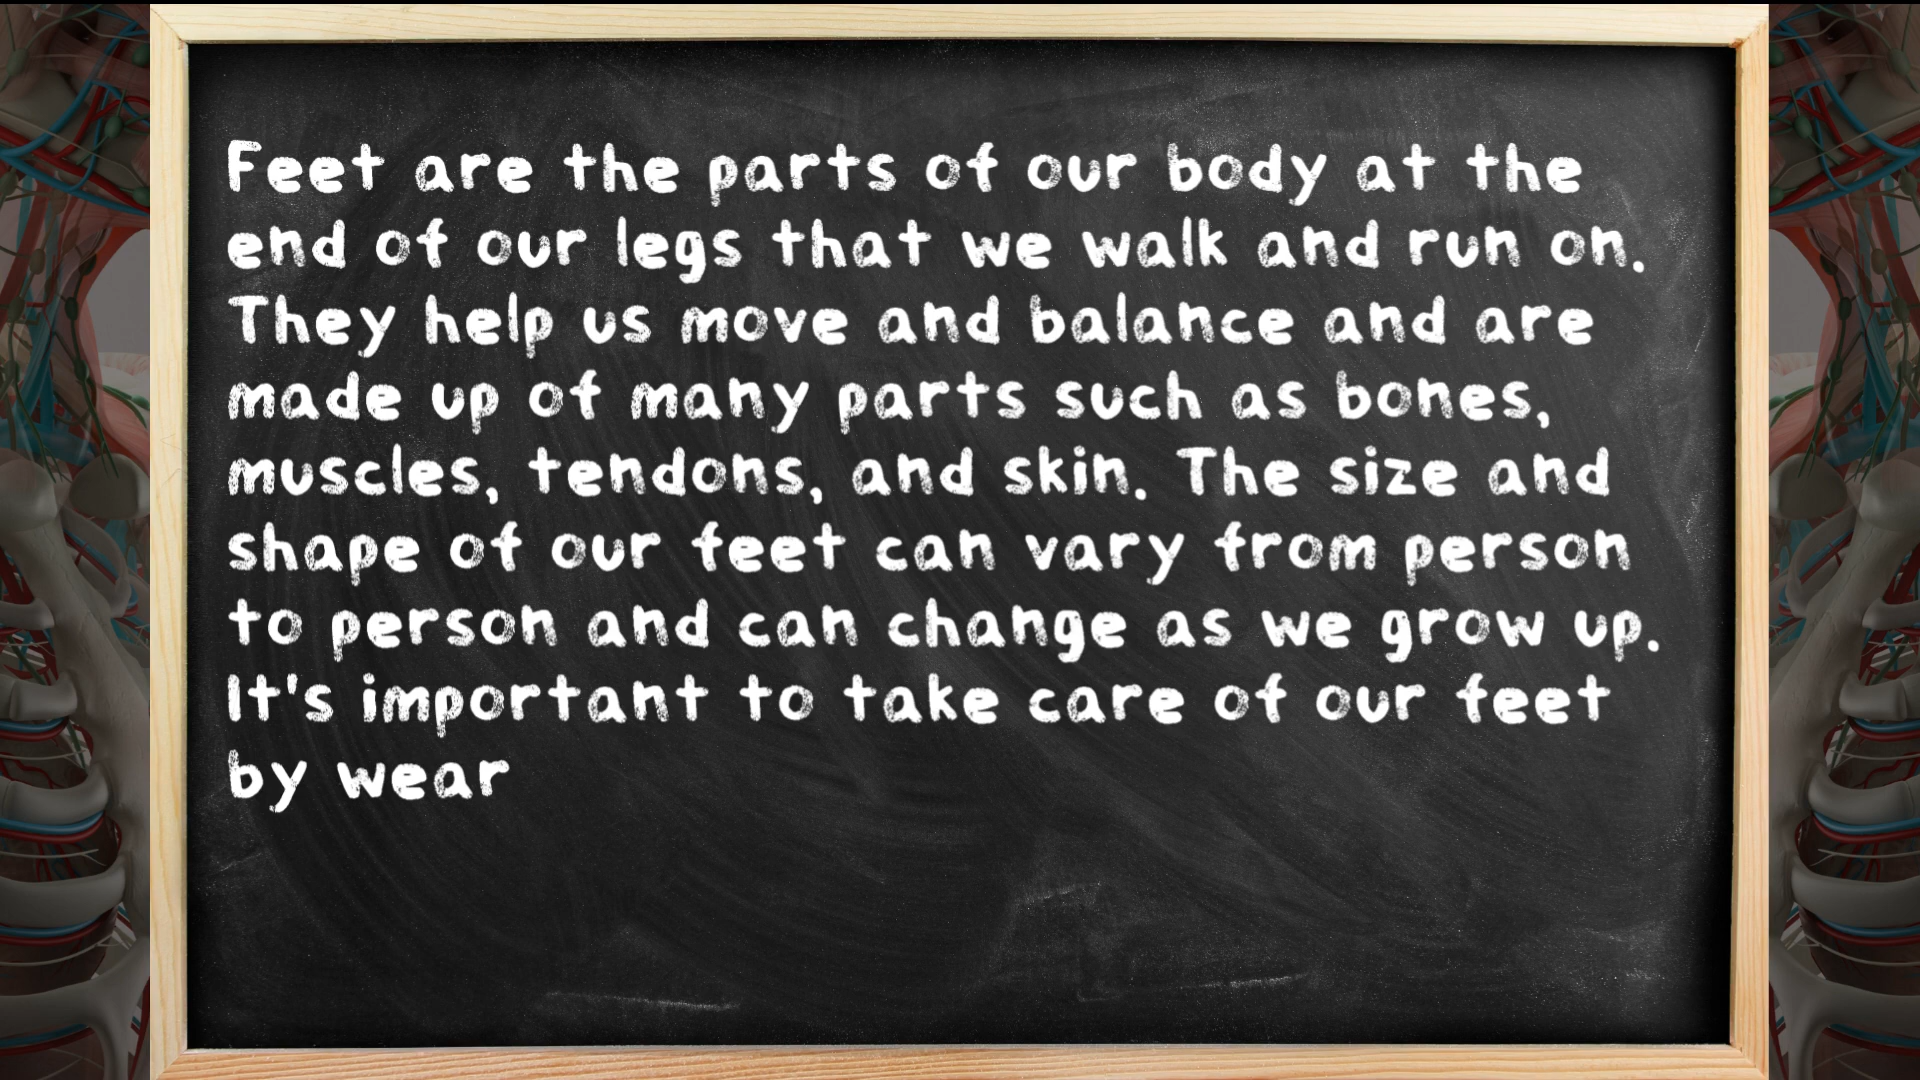 Feet are the parts of our body at the
end of our legs that we walk and run on.
They help us move and balance and are
made up of many parts such as bones,
muscles, tendons, and skin. The size and
shape of our feet can vary from person
to person and can change as we grow up.
It's important to take care of our feet
by wear